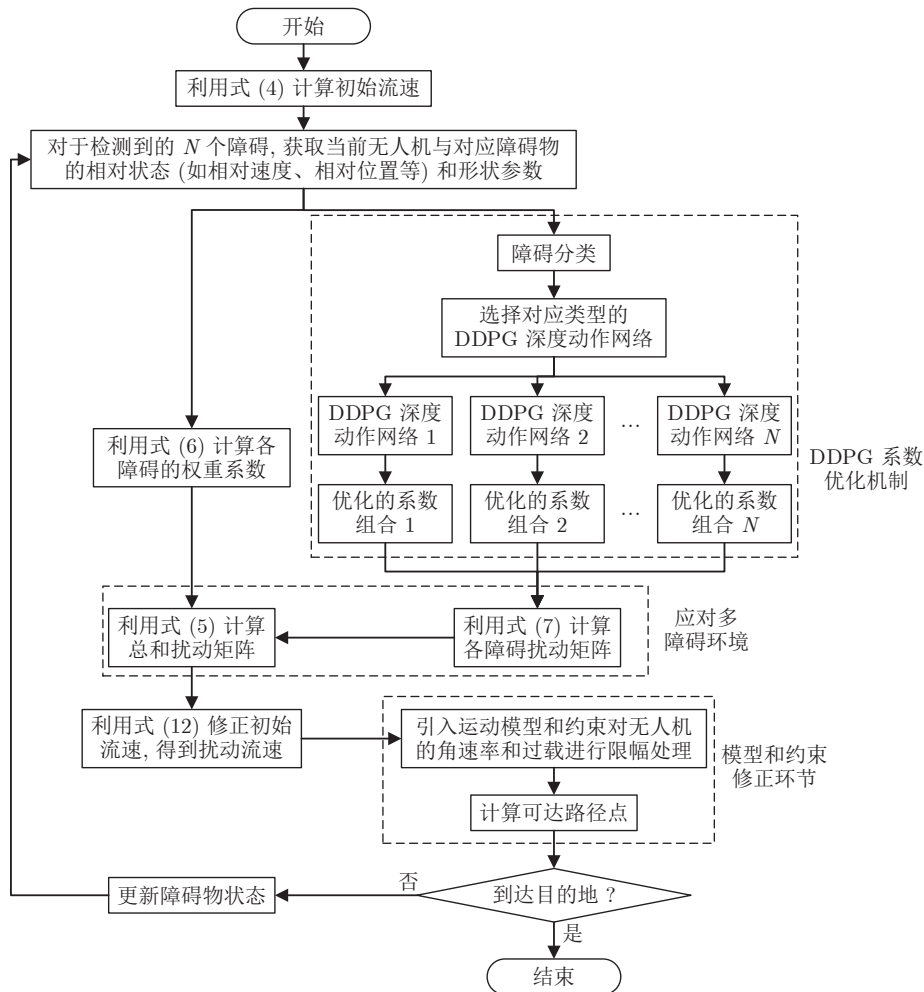 开始
利用式 (4) 计算初始流速
对于检测到的 N 个障碍, 获取当前无人机与对应障碍物
的相对状态 (如相对速度、相对位置等) 和形状参数
障碍分类
选择对应类型的
DDPG 深度动作网络
DDPG 深度
动作网络 1
DDPG 深度
动作网络 2
...
DDPG 深度
动作网络 N
利用式 (6) 计算各
障碍的权重系数
优化的系数
组合 1
优化的系数
组合 2
...
优化的系数
组合 N
DDPG 系数
优化机制
利用式 (5) 计算
总和扰动矩阵
利用式 (7) 计算
各障碍扰动矩阵
应对多
障碍环境
利用式 (12) 修正初始
流速, 得到扰动流速
引入运动模型和约束对无人机
的角速率和过载进行限幅处理
计算可达路径点
模型和约束
修正环节
更新障碍物状态
否
到达目的地 ?
是
结束